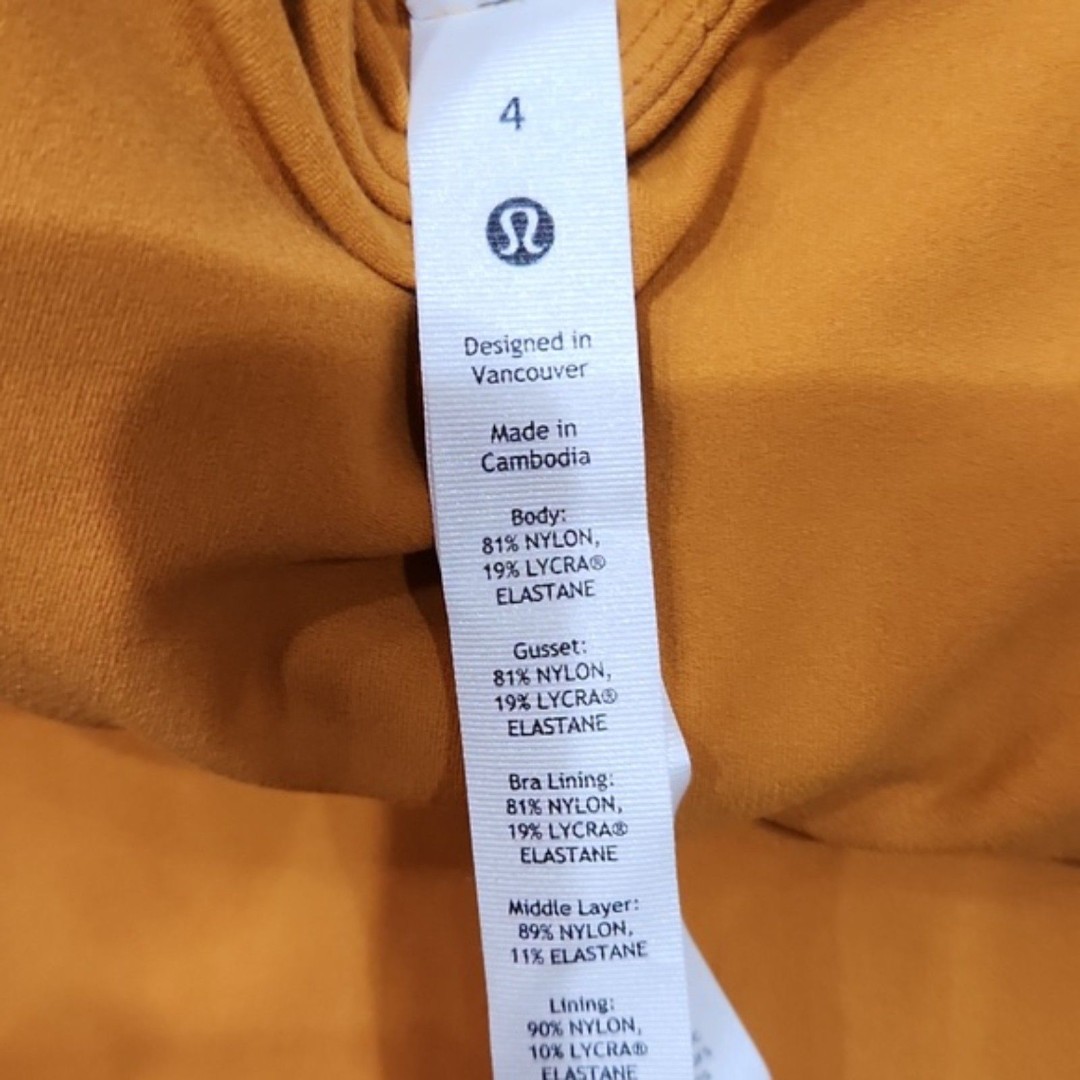 4
Designed in
Vancouver
Made in
Cambodia
Body:
81% NYLON,
19% LYCRA®
ELASTANE
Gusset:
81% NYLON,
19% LYCRA®
ELASTANE
Bra Lining:
81% NYLON,
19% LYCRA®
ELASTANE
Middle Layer:
89% NYLON,
11% ELASTANE
Lining:
90% NYLON,
10% LYCRA®
ELASTANE